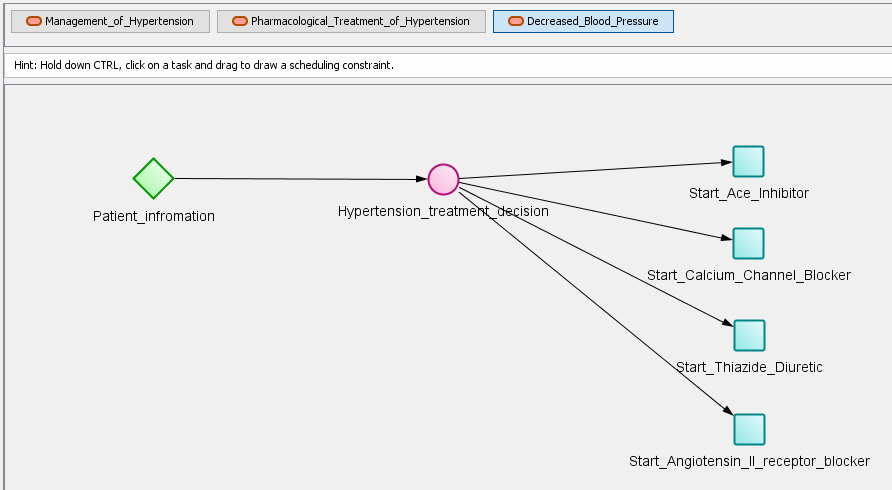 Management_of_Hypertension
Pharmacological_Treatment_of_Hypertension
Decreased_Blood_Pressure
Hint: Hold down CTRL, click on a task and drag to draw a scheduling constraint.
Patient_infromation
Hypertension_treatment_decision
Start_Ace_Inhibitor
Start_Calcium_Channel_Blocker
Start_Thiazide_Diuretic
Start_Angiotensin_II_receptor_blocker